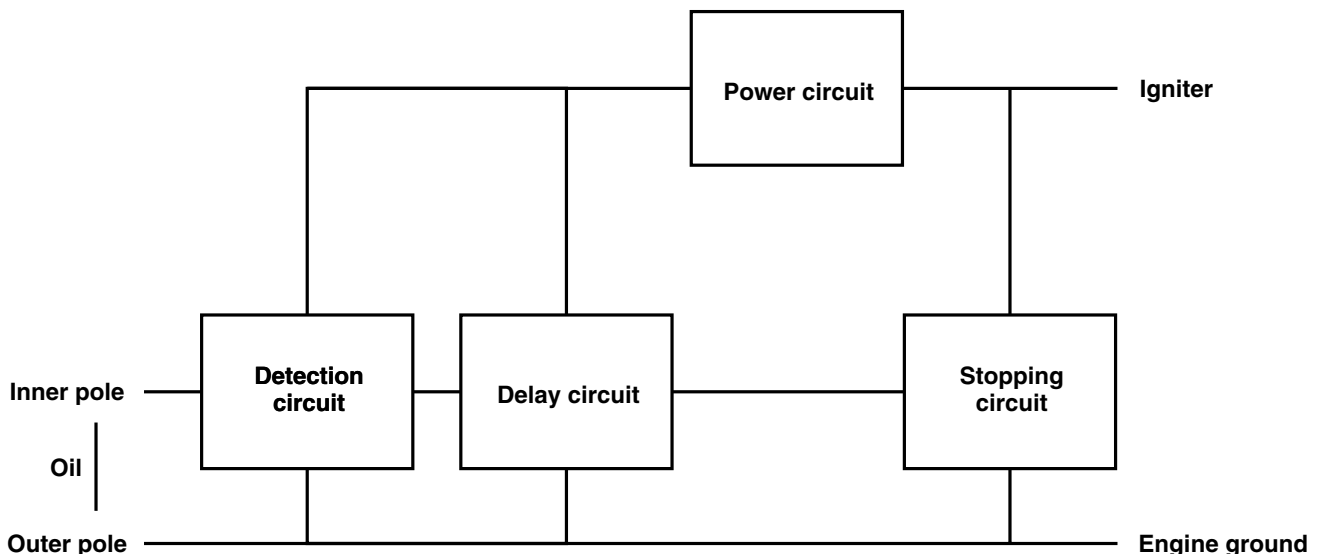 Power circuit
Igniter
Detection
circuit
Delay circuit
Stopping
circuit
Inner pole
Oil
Outer pole
Engine ground